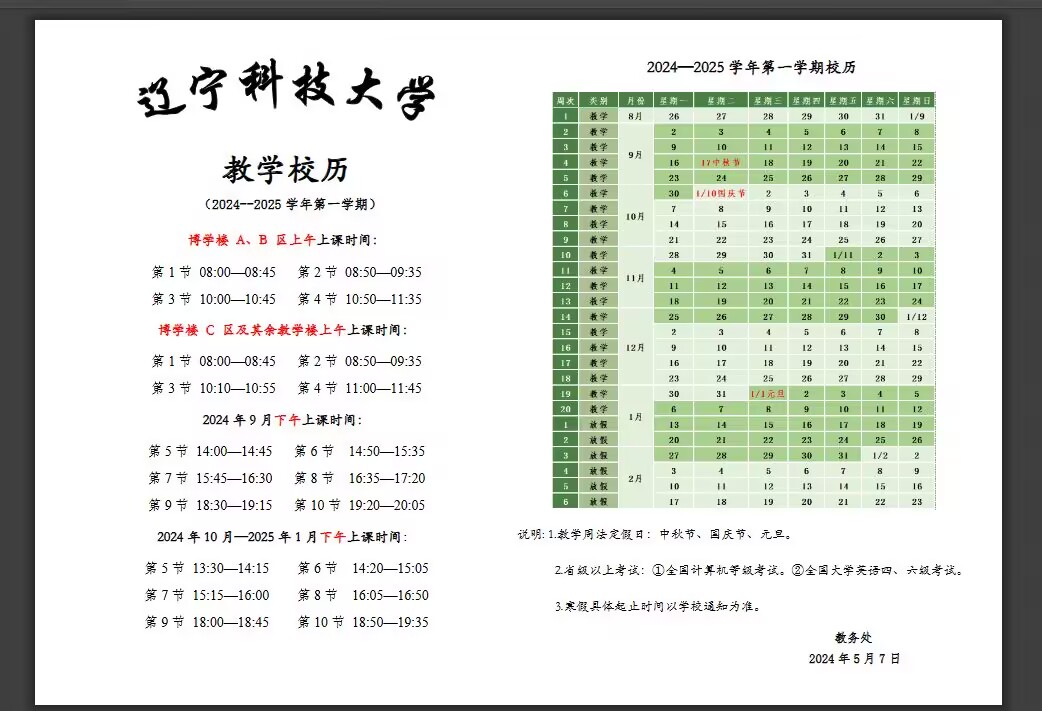 辽宁科技大学
教学校历
（2024--2025 学年第一学期）
博学楼 A、B 区上午上课时间：
第 1 节 08:00—08:45 第 2 节 08:50—09:35
第 3 节 10:00—10:45 第 4 节 10:50—11:35
博学楼 C 区及其余教学楼上午上课时间：
第 1 节 08:00—08:45 第 2 节 08:50—09:35
第 3 节 10:10—10:55 第 4 节 11:00—11:45
2024 年 9 月下午上课时间：
第 5 节 14:00—14:45 第 6 节 14:50—15:35
第 7 节 15:45—16:30 第 8 节 16:35—17:20
第 9 节 18:30—19:15 第 10 节 19:20—20:05
2024 年 10 月—2025 年 1 月下午上课时间：
第 5 节 13:30—14:15 第 6 节 14:20—15:05
第 7 节 15:15—16:00 第 8 节 16:05—16:50
第 9 节 18:00—18:45 第 10 节 18:50—19:35
2024—2025 学年第一学期校历
周次 类别 月份 星期一 星期二 星期三 星期四 星期五 星期六 星期日
1 教学 8月 26 27 28 29 30 31 1/9
2 教学 2 3 4 5 6 7 8
3 教学 9 10 11 12 13 14 15
9月
4 教学 16 17中秋节 18 19 20 21 22
5 教学 23 24 25 26 27 28 29
6 教学 30 1/10国庆节 2 3 4 5 6
7 教学 7 8 9 10 11 12 13
10月
8 教学 14 15 16 17 18 19 20
9 教学 21 22 23 24 25 26 27
10 教学 28 29 30 31 1/11 2 3
11 教学 4 5 6 7 8 9 10
11月
12 教学 11 12 13 14 15 16 17
13 教学 18 19 20 21 22 23 24
14 教学 25 26 27 28 29 30 1/12
15 教学 2 3 4 5 6 7 8
16 教学 12月 9 10 11 12 13 14 15
17 教学 16 17 18 19 20 21 22
18 教学 23 24 25 26 27 28 29
19 教学 30 31 1/1元旦 2 3 4 5
20 教学 6 7 8 9 10 11 12
1月
1 放假 13 14 15 16 17 18 19
2 放假 20 21 22 23 24 25 26
3 放假 27 28 29 30 31 1/2 2
4 放假 3 4 5 6 7 8 9
2月
5 放假 10 11 12 13 14 15 16
6 放假 17 18 19 20 21 22 23
说明: 1.教学周法定假日：中秋节、国庆节、元旦。
2.省级以上考试：①全国计算机等级考试。②全国大学英语四、六级考试。
3.寒假具体起止时间以学校通知为准。
教务处
2024 年 5 月 7 日